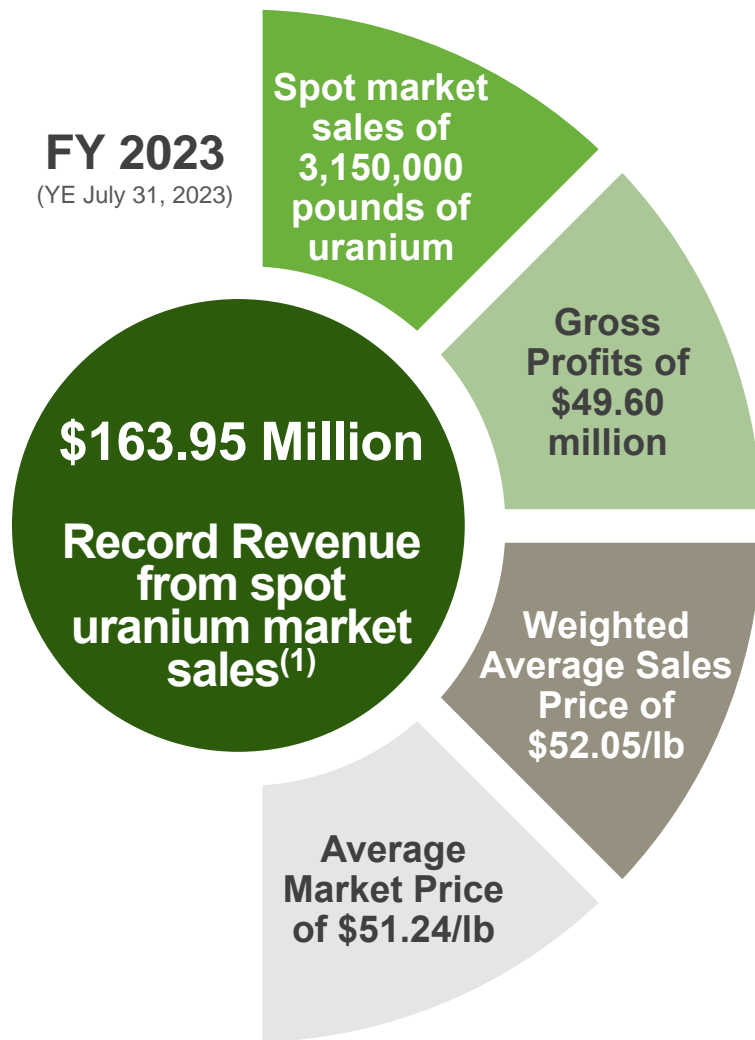 FY 2023
(YE July 31, 2023)
Spot market
sales of
3,150,000
pounds of
uranium
Gross
Profits of
$49.60
million
$163.95 Million
Record Revenue
from spot
uranium market
sales(1)
Weighted
Average Sales
Price of
$52.05/lb
Average
Market Price
of $51.24/lb